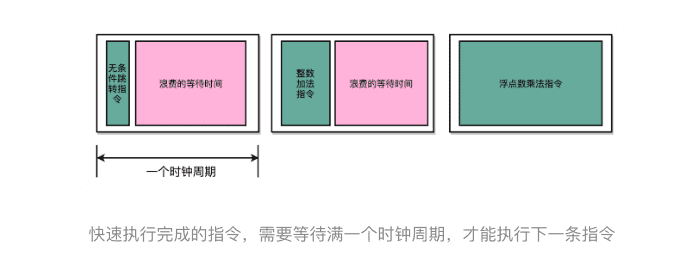 无条
件跳
转指
令
浪费的等待时间
整数
加法
指令
浪费的等待时间
浮点数乘法指令
一个时钟周期
快速执行完成的指令，需要等待满一个时钟周期，才能执行下一条指令